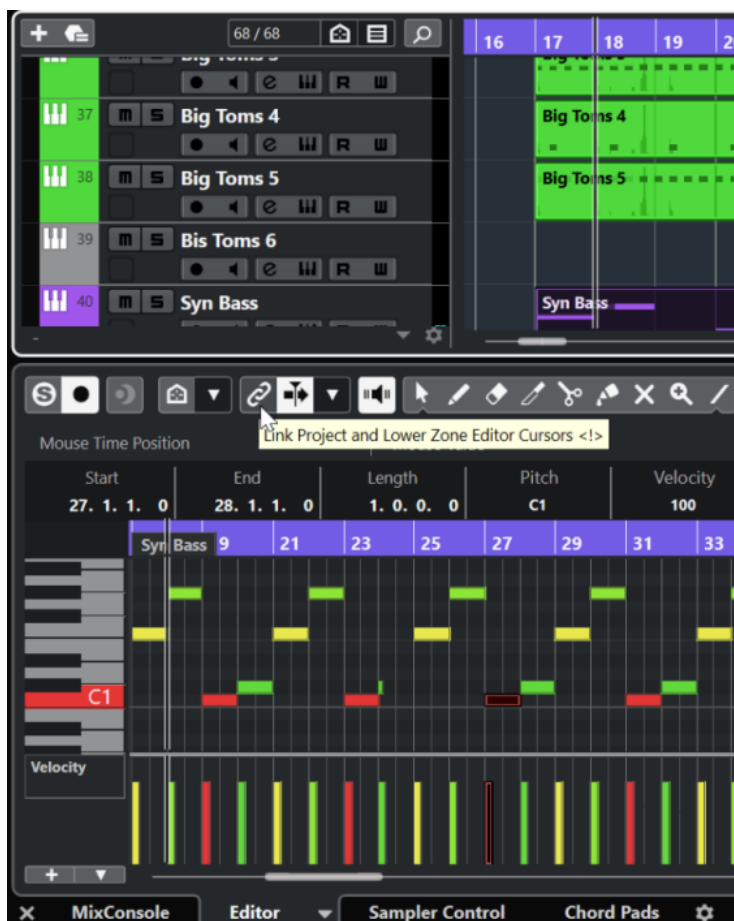 68 / 68
16 17 18 19
R W
37 m S Big Toms 4
Big Toms 4
e R W
38 m S Big Toms 5
Big Toms 5
e R W
39 m S Bis Toms 6
e R W
40 m S Syn Bass
Syn Bass
S
Link Project and Lower Zone Editor Cursors <!>
Mouse Time Position
Start End Length Pitch Velocity
27. 1. 1. 0 28. 1. 1. 0 1. 0. 0. 0 C1 100
Syn Bass 9 21 23 25 27 29 31 33
C1
Velocity
MixConsole Editor Sampler Control Chord Pads